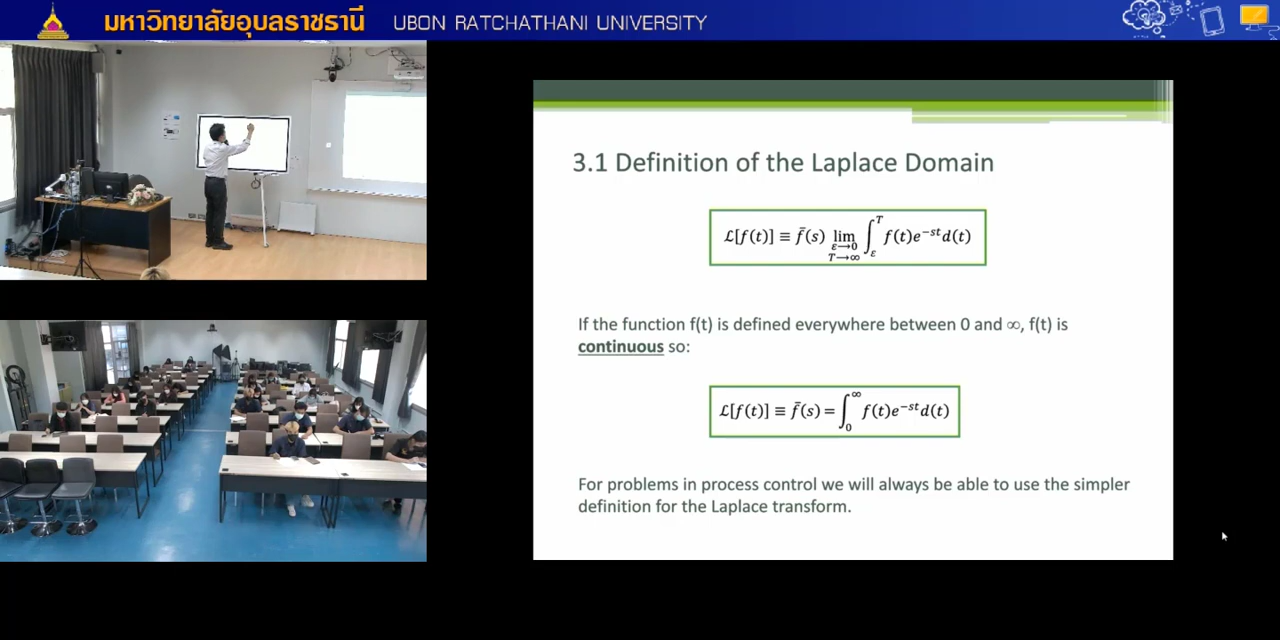 มหาวิทยาลัยอุบลราชธานี UBON RATCHATHANI UNIVERSITY
3.1 Definition of the Laplace Domain
ℒ[f(t)] ≡ f̄(s) lim ε→0 T→∞ ∫_ε^T f(t)e^{-st}d(t)
If the function f(t) is defined everywhere between 0 and ∞, f(t) is
continuous so:
ℒ[f(t)] ≡ f̄(s) = ∫_0^∞ f(t)e^{-st}d(t)
For problems in process control we will always be able to use the simpler
definition for the Laplace transform.